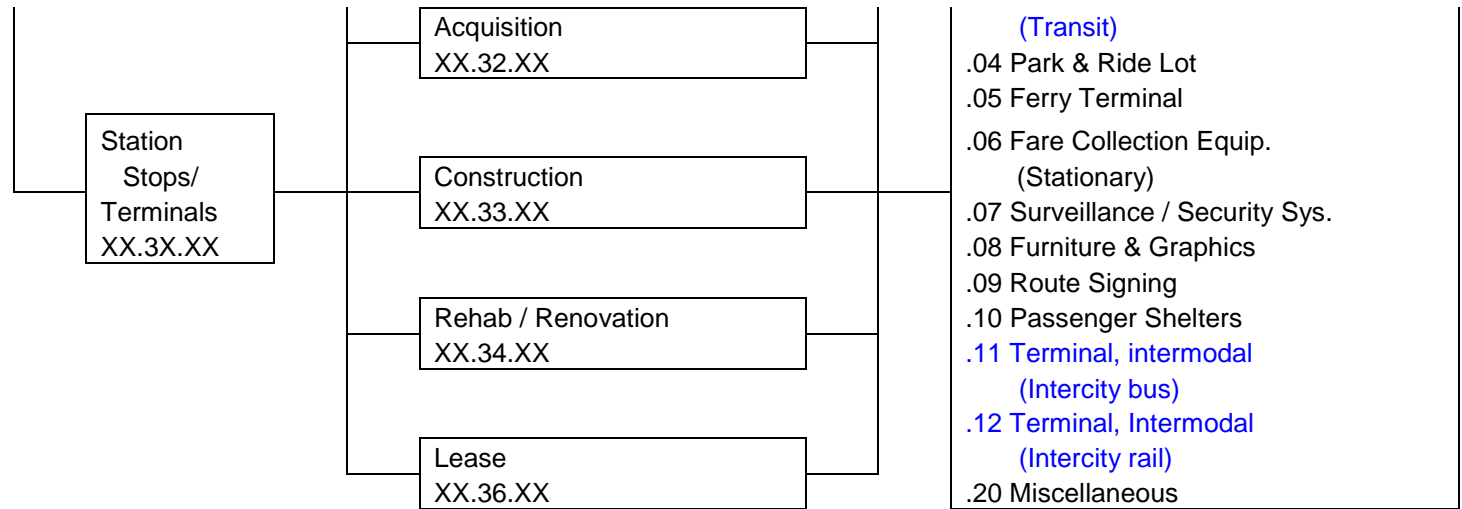 Station
Stops/
Terminals
XX.3X.XX
Acquisition
XX.32.XX
Construction
XX.33.XX
Rehab / Renovation
XX.34.XX
Lease
XX.36.XX
(Transit)
.04 Park & Ride Lot
.05 Ferry Terminal
.06 Fare Collection Equip.
(Stationary)
.07 Surveillance / Security Sys.
.08 Furniture & Graphics
.09 Route Signing
.10 Passenger Shelters
.11 Terminal, intermodal
(Intercity bus)
.12 Terminal, Intermodal
(Intercity rail)
.20 Miscellaneous